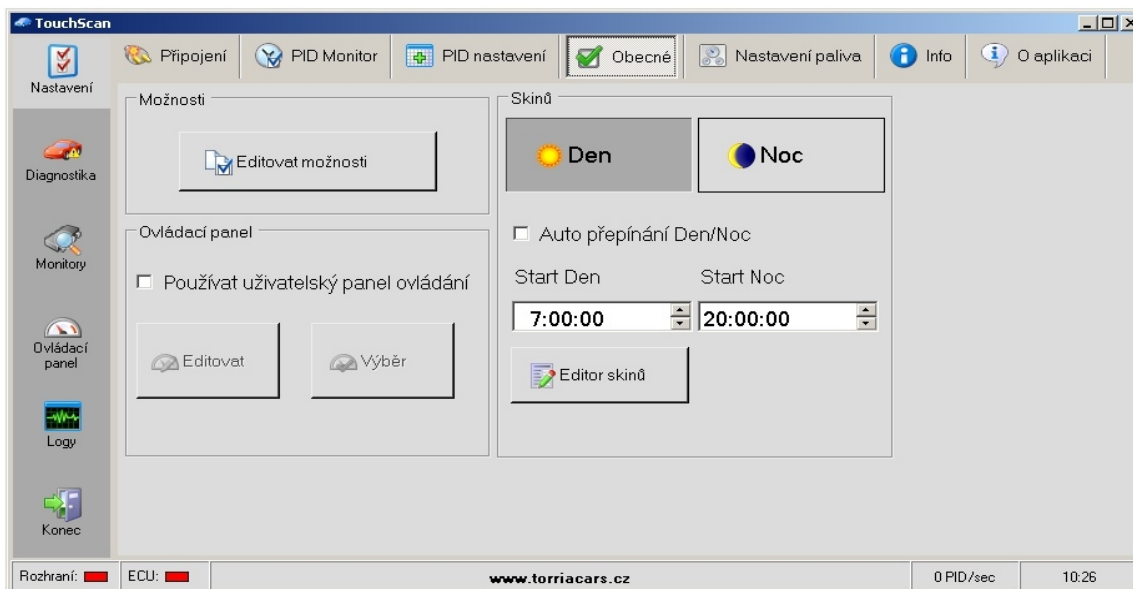 TouchScan
Nastavení
Připojení
PID Monitor
PID nastavení
Obecné
Nastavení paliva
Info
O aplikaci
Diagnostika
Monitory
Ovládací
panel
Logy
Konec
Možnosti
Editovat možnosti
Ovládací panel
Používat uživatelský panel ovládání
Editovat
Výběr
Skinů
Den
Noc
Auto přepínání Den/Noc
Start Den
Start Noc
7:00:00
20:00:00
Editor skinů
Rozhraní:
ECU:
www.torriacars.cz
0 PID/sec
10:26